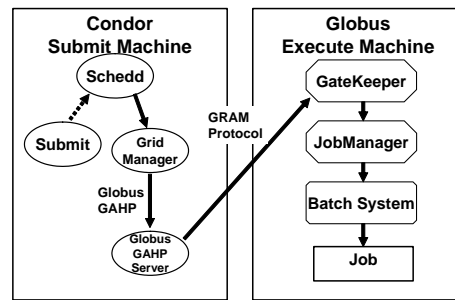 Condor
Submit Machine
Schedd
Submit
Grid
Manager
Globus
GAHP
Globus
GAHP
Server
GRAM
Protocol
Globus
Execute Machine
GateKeeper
JobManager
Batch System
Job